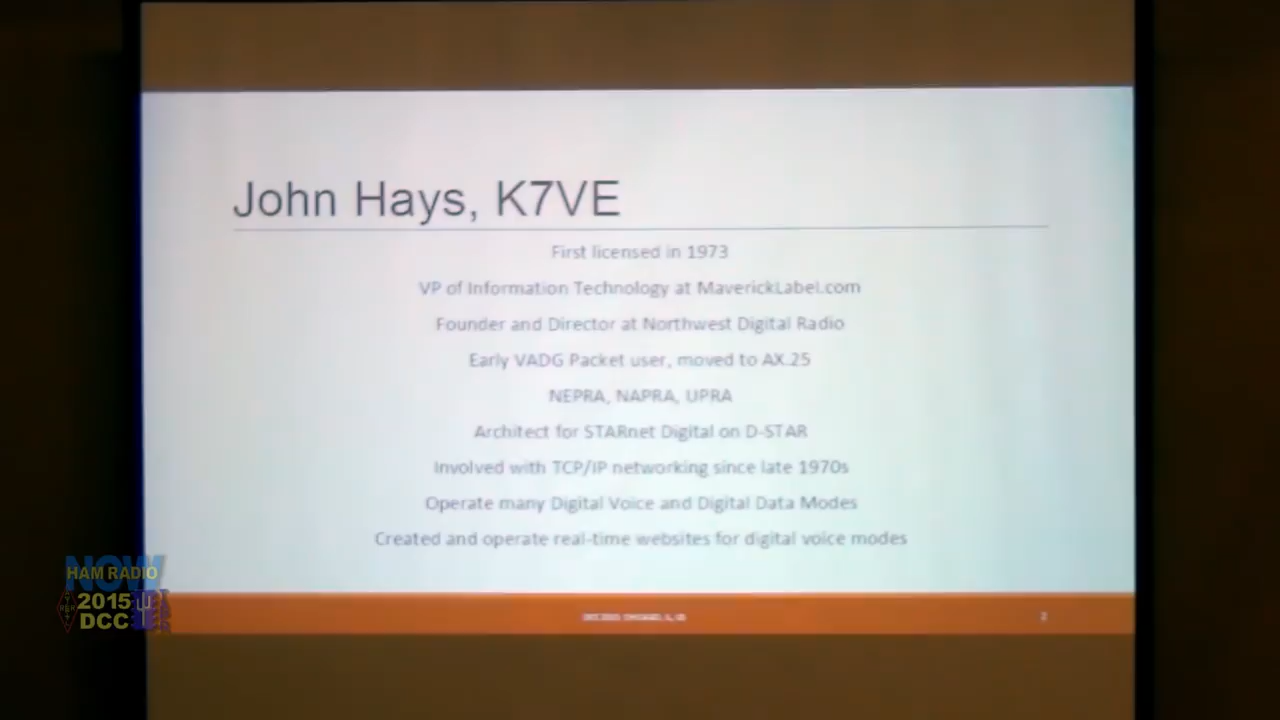 John Hays, K7VE
First licensed in 1973
VP of Information Technology at MaverickLabel.com
Founder and Director at Northwest Digital Radio
Early VADG Packet user, moved to AX.25
NEPRA, NAPRA, UPRA
Architect for STARnet Digital on D-STAR
Involved with TCP/IP networking since late 1970s
Operate many Digital Voice and Digital Data Modes
Created and operate real-time websites for digital voice modes
NOW
HAM RADIO
2015
DCC